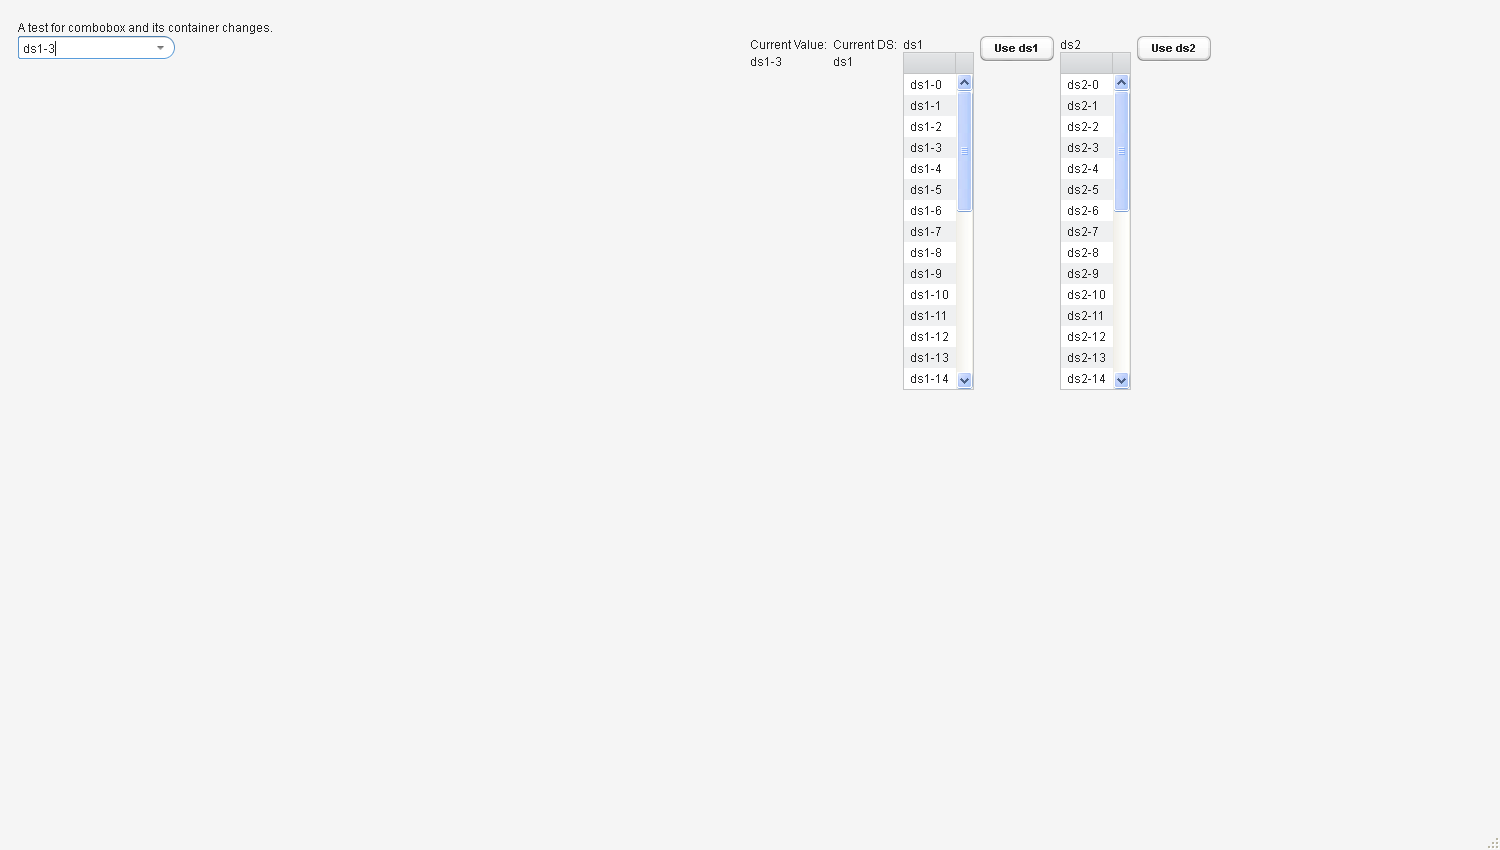 A test for combobox and its container changes.
ds1-3
Current Value: Current DS: ds1 Use ds1 ds2 Use ds2
ds1-3 ds1
ds1-0 ds2-0
ds1-1 ds2-1
ds1-2 ds2-2
ds1-3 ds2-3
ds1-4 ds2-4
ds1-5 ds2-5
ds1-6 ds2-6
ds1-7 ds2-7
ds1-8 ds2-8
ds1-9 ds2-9
ds1-10 ds2-10
ds1-11 ds2-11
ds1-12 ds2-12
ds1-13 ds2-13
ds1-14 ds2-14